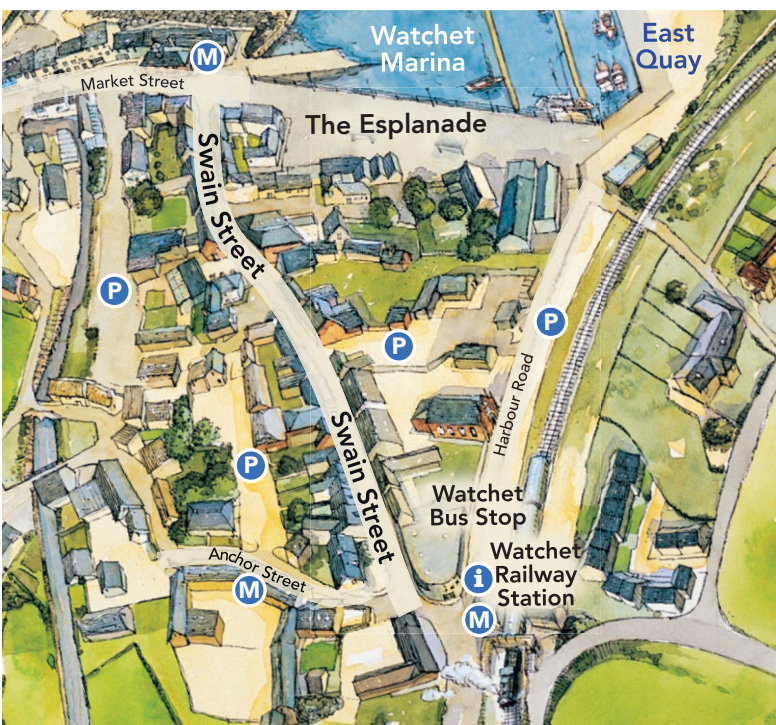 Watchet
Marina
East
Quay
M
Market Street
The Esplanade
Swain Street
P
P
P
Harbour Road
Swain Street
P
Watchet
Bus Stop
Anchor Street
M
i
Watchet
Railway
Station
M